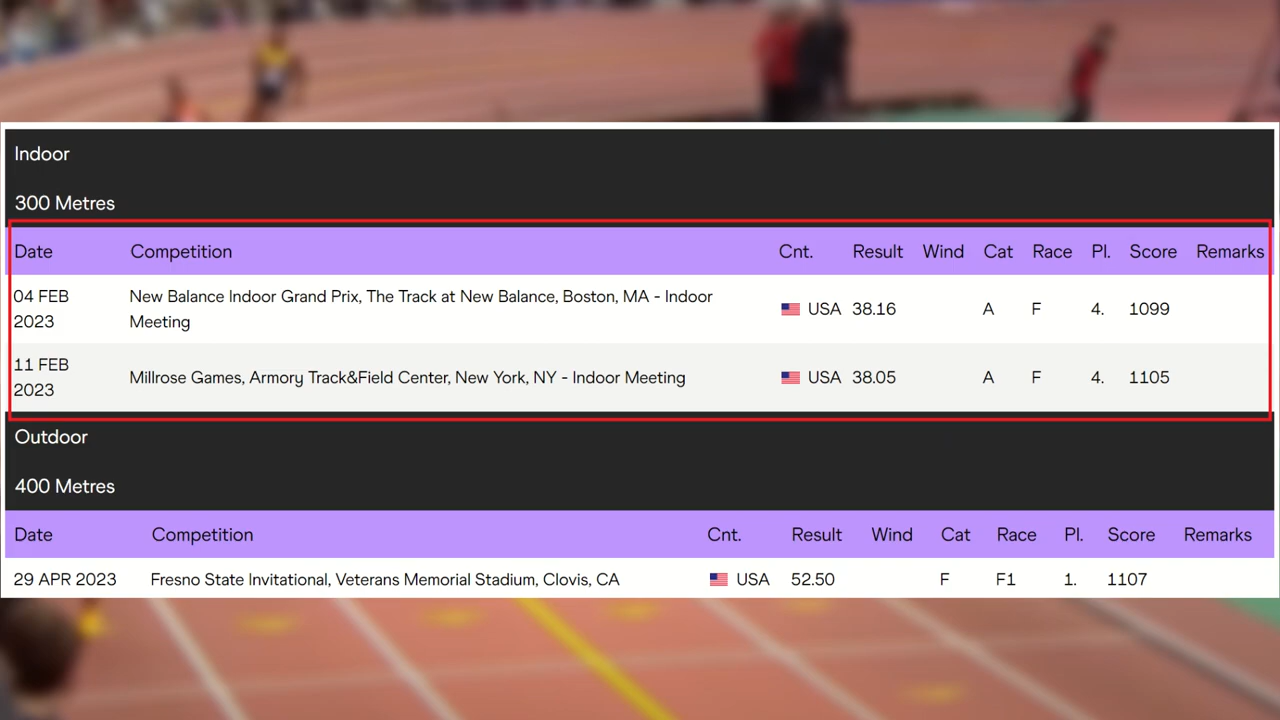 Indoor
300 Metres
Date Competition Cnt. Result Wind Cat Race Pl. Score Remarks
04 FEB 2023 New Balance Indoor Grand Prix, The Track at New Balance, Boston, MA - Indoor Meeting USA 38.16 A F 4. 1099
11 FEB 2023 Millrose Games, Armory Track&Field Center, New York, NY - Indoor Meeting USA 38.05 A F 4. 1105
Outdoor
400 Metres
Date Competition Cnt. Result Wind Cat Race Pl. Score Remarks
29 APR 2023 Fresno State Invitational, Veterans Memorial Stadium, Clovis, CA USA 52.50 F F1 1. 1107